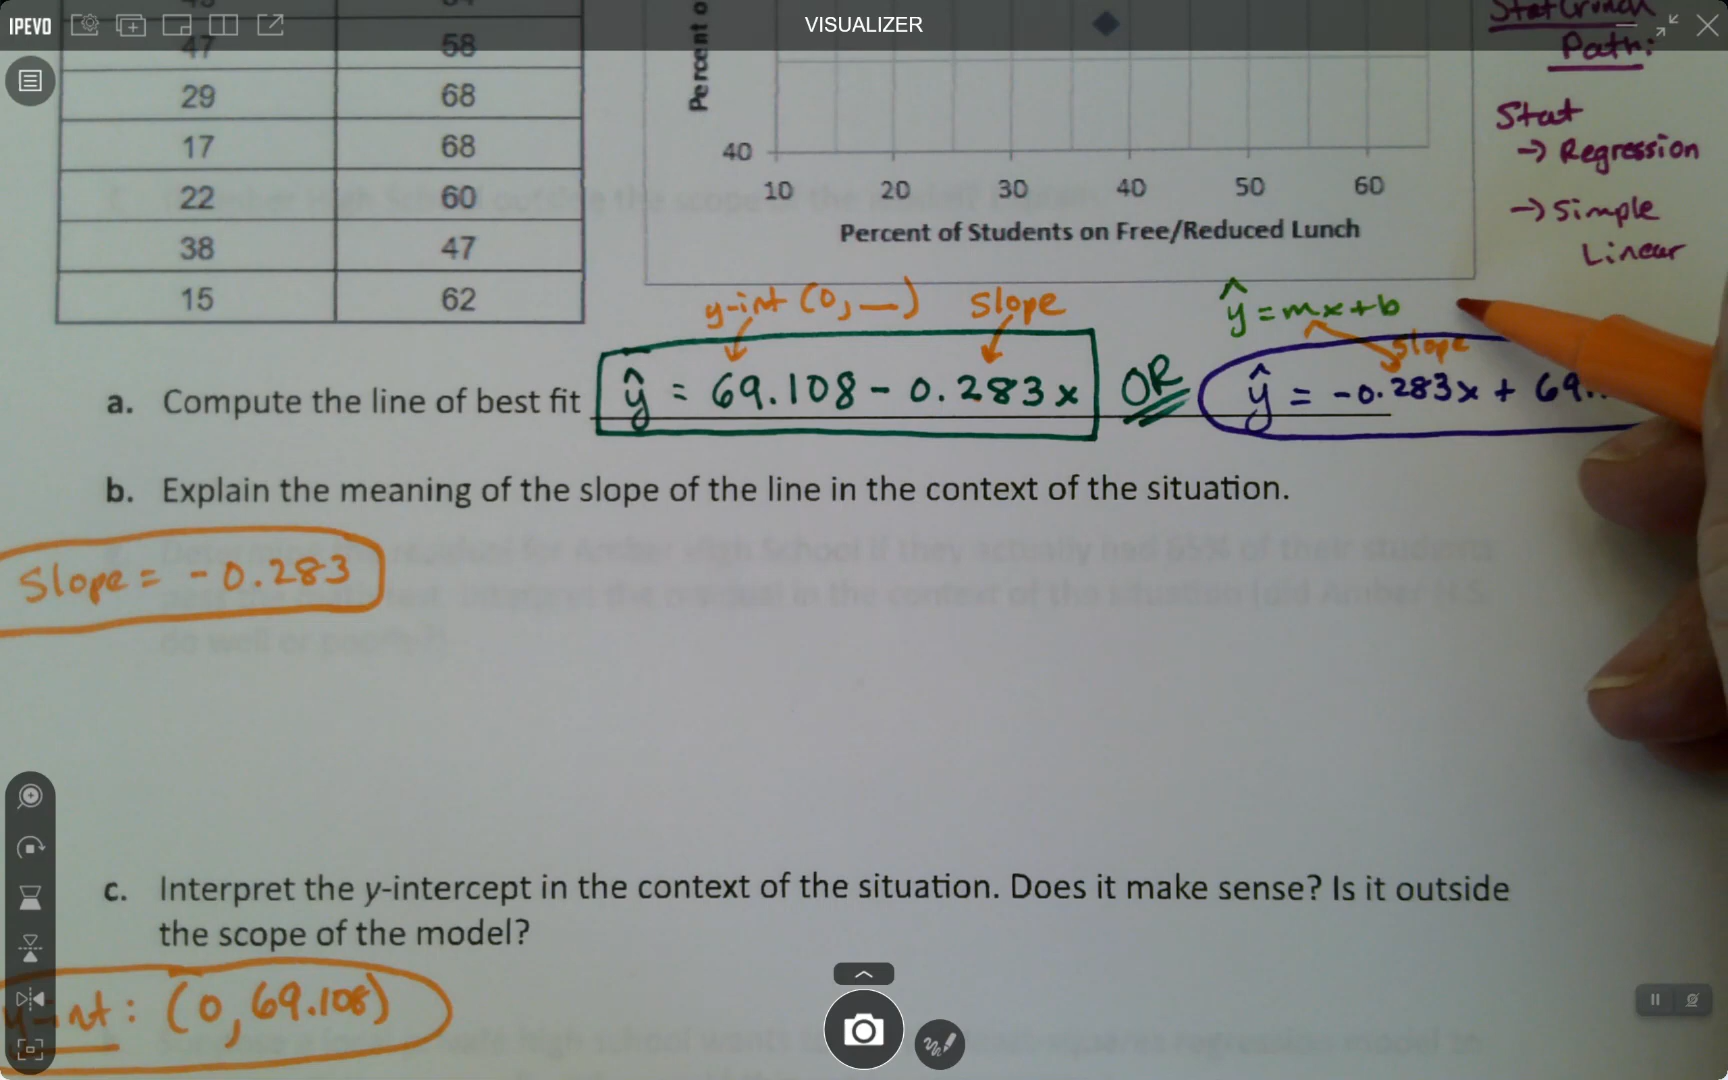 IPEVO
VISUALIZER
StatCrunch
Path:
47 58
29 68
17 68
22 60
38 47
15 62
Percent o
40
10 20 30 40 50 60
Percent of Students on Free/Reduced Lunch
Stat
→ Regression
→ Simple
Linear
y-int (0, __) slope
ŷ = mx + b
slope
a. Compute the line of best fit ŷ = 69.108 - 0.283x OR ŷ = -0.283x + 69.
b. Explain the meaning of the slope of the line in the context of the situation.
Slope = -0.283
c. Interpret the y-intercept in the context of the situation. Does it make sense? Is it outside
the scope of the model?
y-int: (0, 69.108)